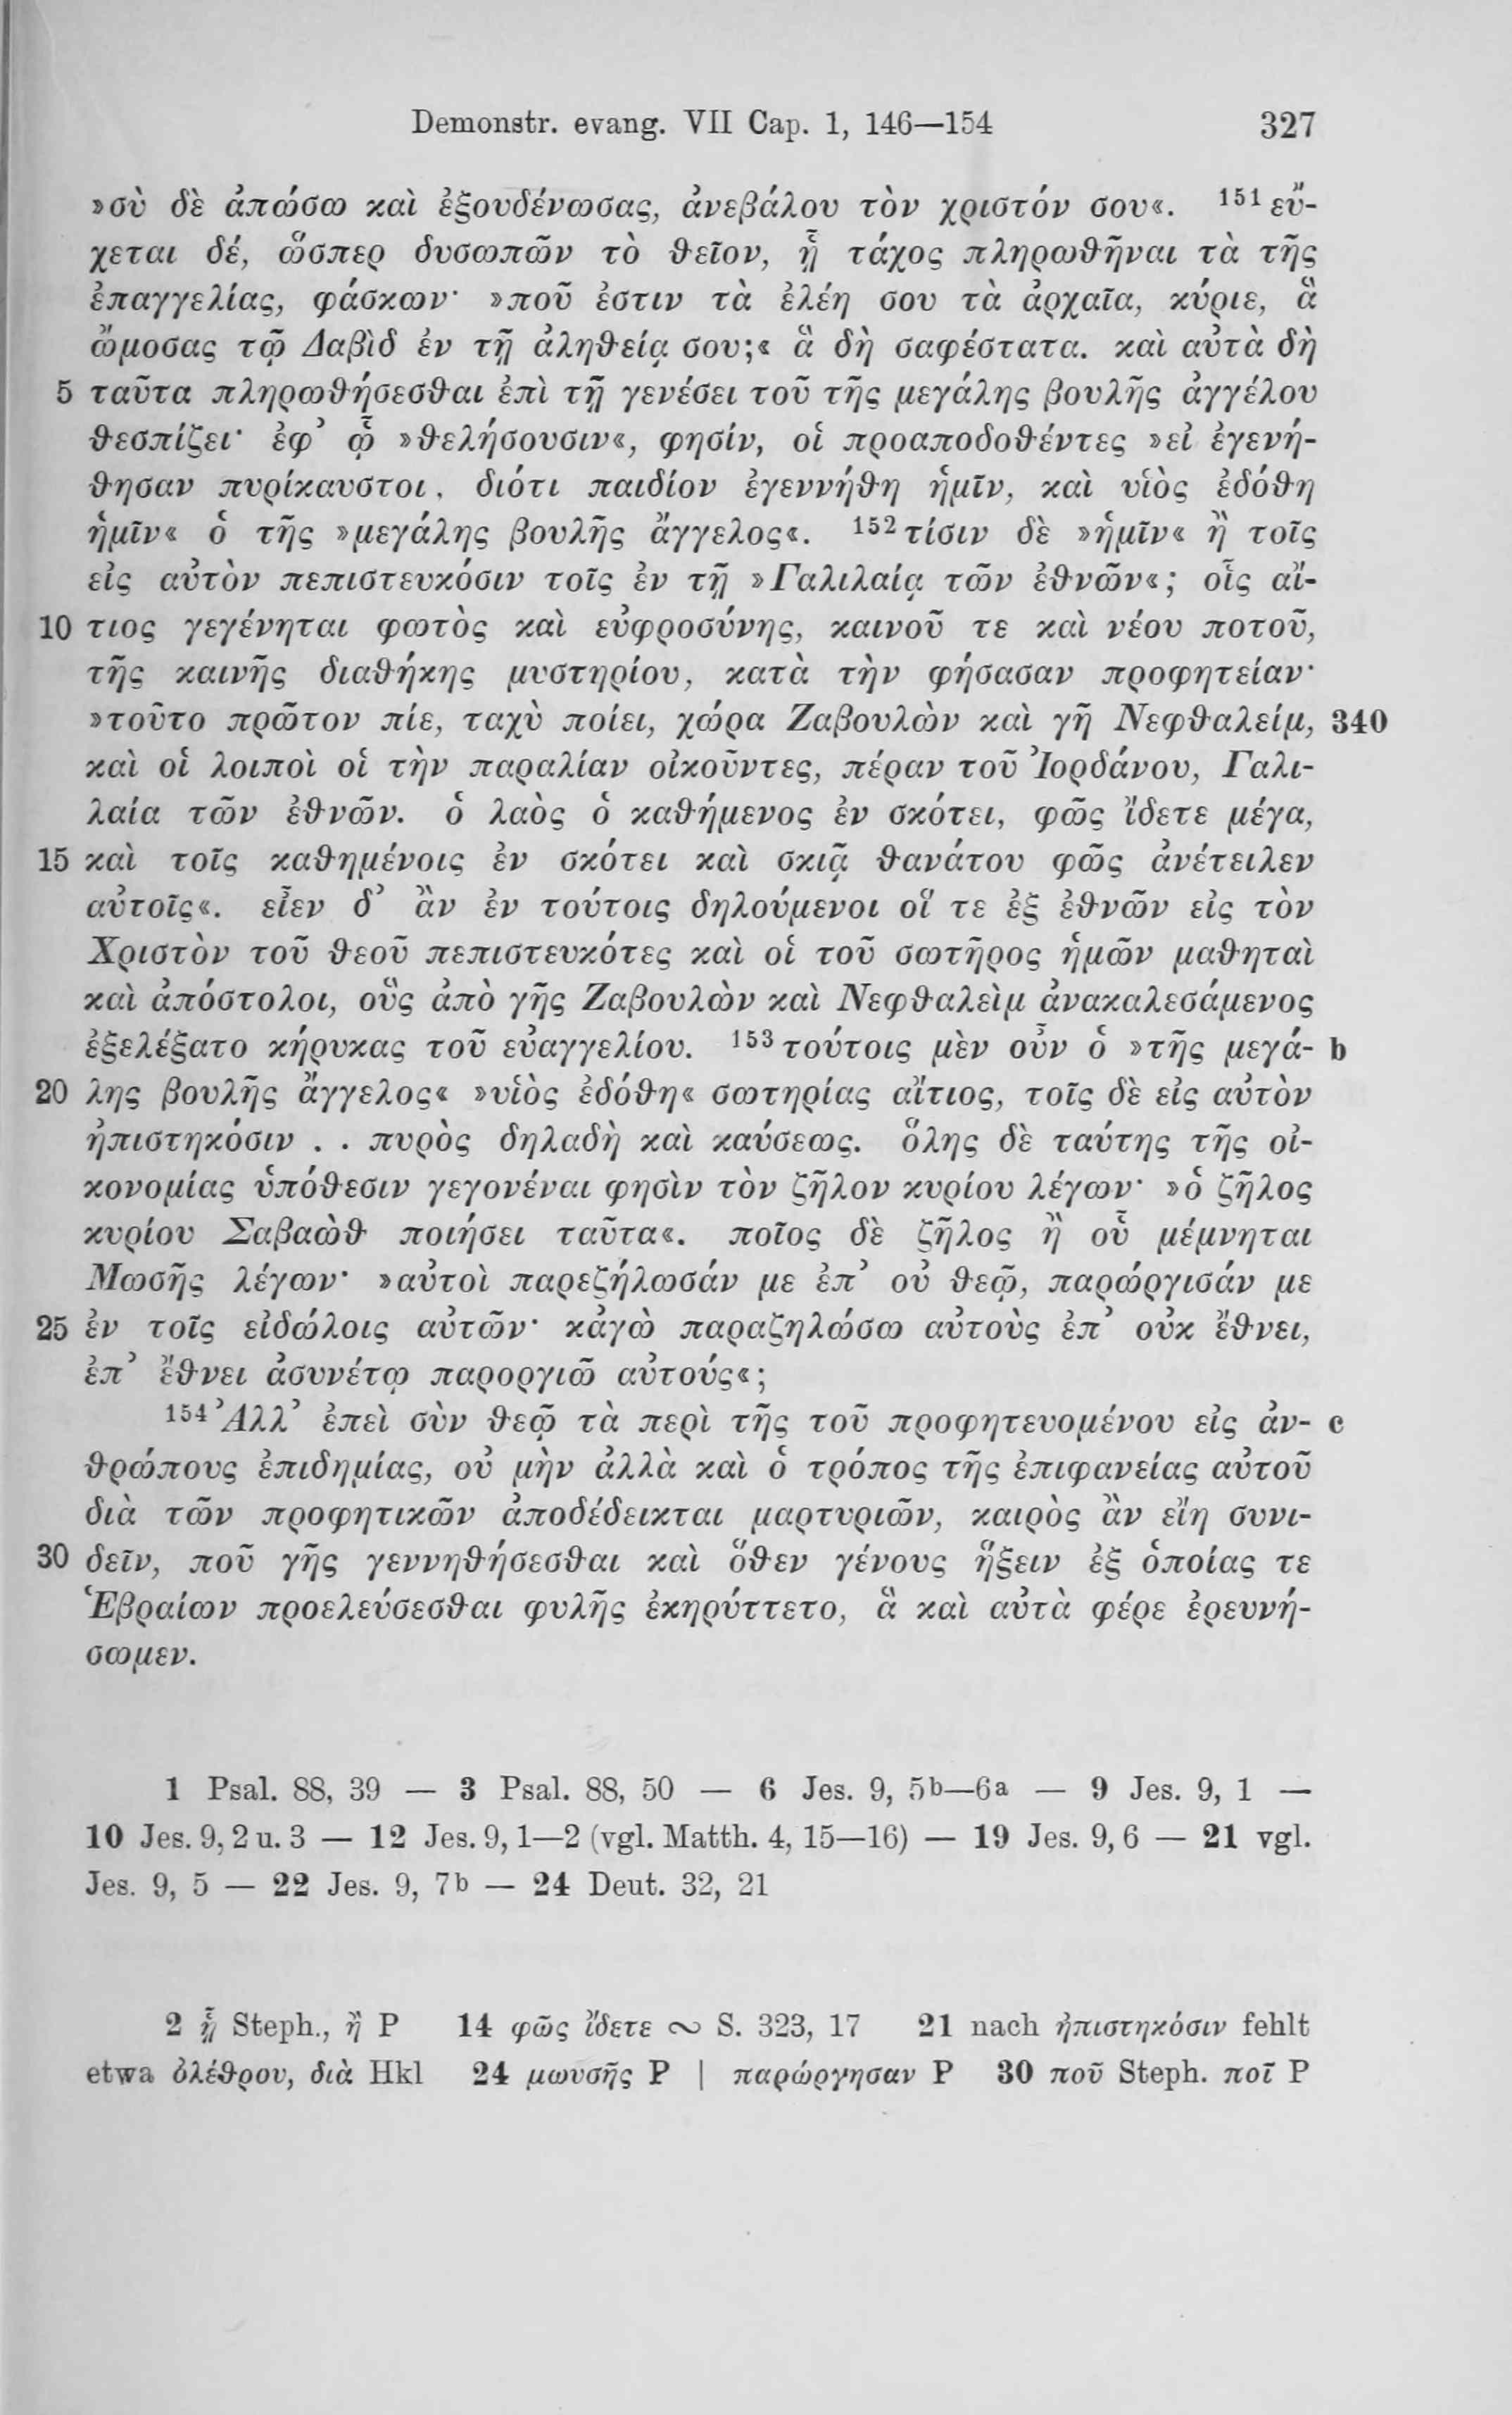 Demonstr. evang. VII Cap. 1, 146—154 327
»σὺ δὲ ἀπώσω καὶ ἐξουδένωσας, ἀνεβάλου τὸν χριστόν σου«. ¹⁵¹ εὔ-
χεται δέ, ὥσπερ δυσωπῶν τὸ θεῖον, ᾗ τάχος πληρωθῆναι τὰ τῆς
ἐπαγγελίας, φάσκων· »ποῦ ἐστιν τὰ ἐλέη σου τὰ ἀρχαῖα, κύριε, ἃ
ὤμοσας τῷ Δαβὶδ ἐν τῇ ἀληθείᾳ σου;« ἃ δὴ σαφέστατα. καὶ αὐτὰ δὴ
5 ταῦτα πληρωθήσεσθαι ἐπὶ τῇ γενέσει τοῦ τῆς μεγάλης βουλῆς ἀγγέλου
θεσπίζει· ἐφ’ ᾧ »θελήσουσιν«, φησίν, οἱ προαποδοθέντες »εἰ ἐγενή-
θησαν πυρίκαυστοι, διότι παιδίον ἐγεννήθη ἡμῖν, καὶ υἱὸς ἐδόθη
ἡμῖν« ὁ τῆς »μεγάλης βουλῆς ἄγγελος«. ¹⁵² τίσιν δὲ »ἡμῖν« ἢ τοῖς
εἰς αὐτὸν πεπιστευκόσιν τοῖς ἐν τῇ »Γαλιλαίᾳ τῶν ἐθνῶν«; οἷς αἴ-
10 τιος γεγένηται φωτὸς καὶ εὐφροσύνης, καινοῦ τε καὶ νέου ποτοῦ,
τῆς καινῆς διαθήκης μυστηρίου, κατὰ τὴν φήσασαν προφητείαν·
»τοῦτο πρῶτον πίε, ταχὺ ποίει, χώρα Ζαβουλὼν καὶ γῆ Νεφθαλείμ, 340
καὶ οἱ λοιποὶ οἱ τὴν παραλίαν οἰκοῦντες, πέραν τοῦ Ἰορδάνου, Γαλι-
λαία τῶν ἐθνῶν. ὁ λαὸς ὁ καθήμενος ἐν σκότει, φῶς ἴδετε μέγα,
15 καὶ τοῖς καθημένοις ἐν σκότει καὶ σκιᾷ θανάτου φῶς ἀνέτειλεν
αὐτοῖς«. εἶεν δ’ ἂν ἐν τούτοις δηλούμενοι οἵ τε ἐξ ἐθνῶν εἰς τὸν
Χριστὸν τοῦ θεοῦ πεπιστευκότες καὶ οἱ τοῦ σωτῆρος ἡμῶν μαθηταὶ
καὶ ἀπόστολοι, οὓς ἀπὸ γῆς Ζαβουλὼν καὶ Νεφθαλεὶμ ἀνακαλεσάμενος
ἐξελέξατο κήρυκας τοῦ εὐαγγελίου. ¹⁵³ τούτοις μὲν οὖν ὁ »τῆς μεγά- b
20 λης βουλῆς ἄγγελος« »υἱὸς ἐδόθη« σωτηρίας αἴτιος, τοῖς δὲ εἰς αὐτὸν
ἠπιστηκόσιν . . πυρὸς δηλαδὴ καὶ καύσεως. ὅλης δὲ ταύτης τῆς οἰ-
κονομίας ὑπόθεσιν γεγονέναι φησὶν τὸν ζῆλον κυρίου λέγων· »ὁ ζῆλος
κυρίου Σαβαὼθ ποιήσει ταῦτα«. ποῖος δὲ ζῆλος ἢ οὗ μέμνηται
Μωσῆς λέγων· »αὐτοὶ παρεζήλωσάν με ἐπ’ οὐ θεῷ, παρώργισάν με
25 ἐν τοῖς εἰδώλοις αὐτῶν· κἀγὼ παραζηλώσω αὐτοὺς ἐπ’ οὐκ ἔθνει,
ἐπ’ ἔθνει ἀσυνέτῳ παροργιῶ αὐτούς«;
¹⁵⁴ Ἀλλ’ ἐπεὶ σὺν θεῷ τὰ περὶ τῆς τοῦ προφητευομένου εἰς ἀν- c
θρώπους ἐπιδημίας, οὐ μὴν ἀλλὰ καὶ ὁ τρόπος τῆς ἐπιφανείας αὐτοῦ
διὰ τῶν προφητικῶν ἀποδέδεικται μαρτυριῶν, καιρὸς ἂν εἴη συνι-
30 δεῖν, ποῦ γῆς γεννηθήσεσθαι καὶ ὅθεν γένους ἥξειν ἐξ ὁποίας τε
Ἑβραίων προελεύσεσθαι φυλῆς ἐκηρύττετο, ἃ καὶ αὐτὰ φέρε ἐρευνή-
σωμεν.
1 Psal. 88, 39 — 3 Psal. 88, 50 — 6 Jes. 9, 5b—6a — 9 Jes. 9, 1 —
10 Jes. 9, 2 u. 3 — 12 Jes. 9, 1—2 (vgl. Matth. 4, 15—16) — 19 Jes. 9, 6 — 21 vgl.
Jes. 9, 5 — 22 Jes. 9, 7b — 24 Deut. 32, 21
2 ᾗ Steph., ἢ P 14 φῶς ἴδετε ∾ S. 323, 17 21 nach ἠπιστηκόσιν fehlt
etwa ὀλέθρου, διὰ Hkl 24 μωυσῆς P | παρώργησαν P 30 ποῦ Steph. ποῖ P